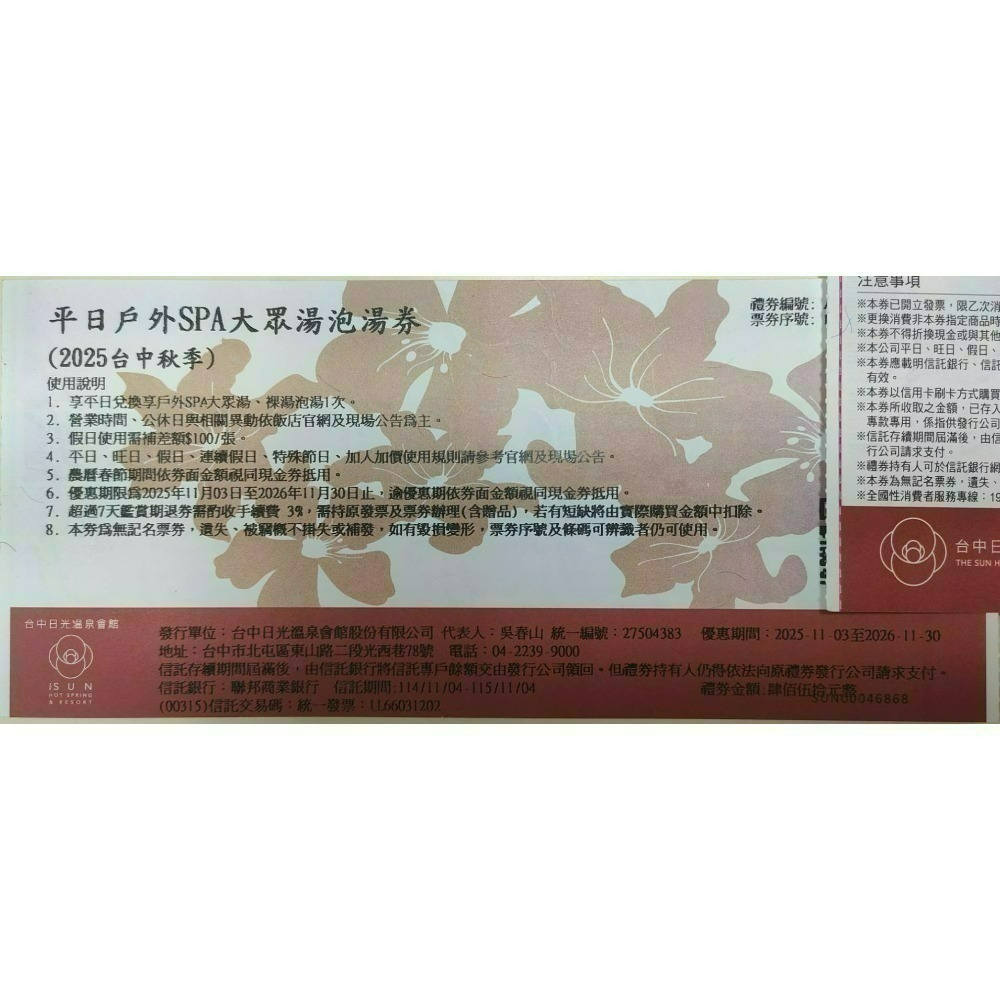 平日戶外SPA大眾湯泡湯券
(2025台中秋季)
使用說明
1. 享平日兌換享戶外SPA大眾湯、裸湯泡湯1次。
2. 營業時間、公休日與相關異動依飯店官網及現場公告為主。
3. 假日使用需補差額$100/張。
4. 平日、旺日、假日、連續假日、特殊節日、加人加價使用規則請參考官網及現場公告。
5. 農曆春節期間依券面金額視同現金券抵用。
6. 優惠期限為2025年11月03日至2026年11月30日止，逾優惠期依券面金額視同現金券抵用。
7. 超過7天鑑賞期退券需酌收手續費 3%，需持原發票及票券辦理(含贈品)，若有短缺將由實際購買金額中扣除。
8. 本券為無記名票券，遺失、被竊概不掛失或補發，如有毀損變形，票券序號及條碼可辨識者仍可使用。
禮券編號：
票券序號：
台中日光溫泉會館
iSUN
HOT SPRING
& RESORT
發行單位：台中日光溫泉會館股份有限公司 代表人：吳春山 統一編號：27504383 優惠期間：2025-11-03至2026-11-30
地址：台中市北屯區東山路二段光西巷78號 電話：04-2239-9000
信託存續期間屆滿後，由信託銀行將信託專戶餘額交由發行公司領回。但禮券持有人仍得依法向原禮券發行公司請求支付。
信託銀行：聯邦商業銀行 信託期間：114/11/04-115/11/04 禮券金額：肆佰伍拾元整
SUN00046868
(00315)信託交易碼：統一發票：LL66031202
注意事項
※本券已開立發票，限乙次消
※更換消費非本券指定商品時
※本券不得折換現金或與其他
※本公司平日、旺日、假日、
※本券應載明信託銀行、信託
有效。
※本券以信用卡刷卡方式購買
※本券所收取之金額，已存入
專款專用，係指供發行公司
※信託存續期間屆滿後，由信
行公司請求支付。
※禮券持有人可於信託銀行網
※本券為無記名票券，遺失、
※全國性消費者服務專線：19
台中日
THE SUN H